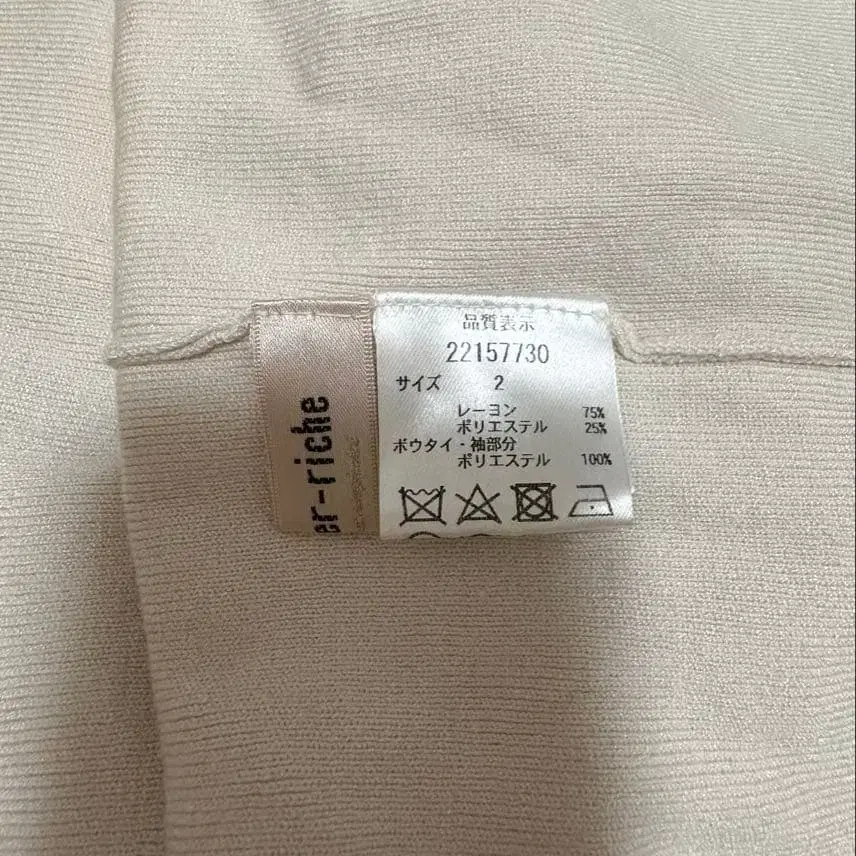 er-riche
品質表示
22157730
サイズ 2
レーヨン 75%
ポリエステル 25%
ボウタイ・袖部分
ポリエステル 100%